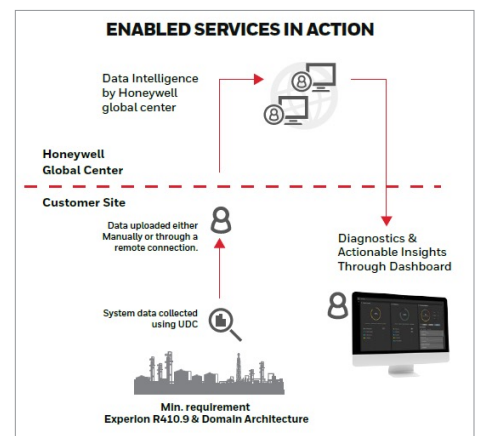 ENABLED SERVICES IN ACTION
Data Intelligence
by Honeywell
global center
Honeywell
Global Center
Customer Site
Data uploaded either
Manually or through a
remote connection.
Diagnostics &
Actionable Insights
Through Dashboard
System data collected
using UDC
Min. requirement
Experion R410.9 & Domain Architecture